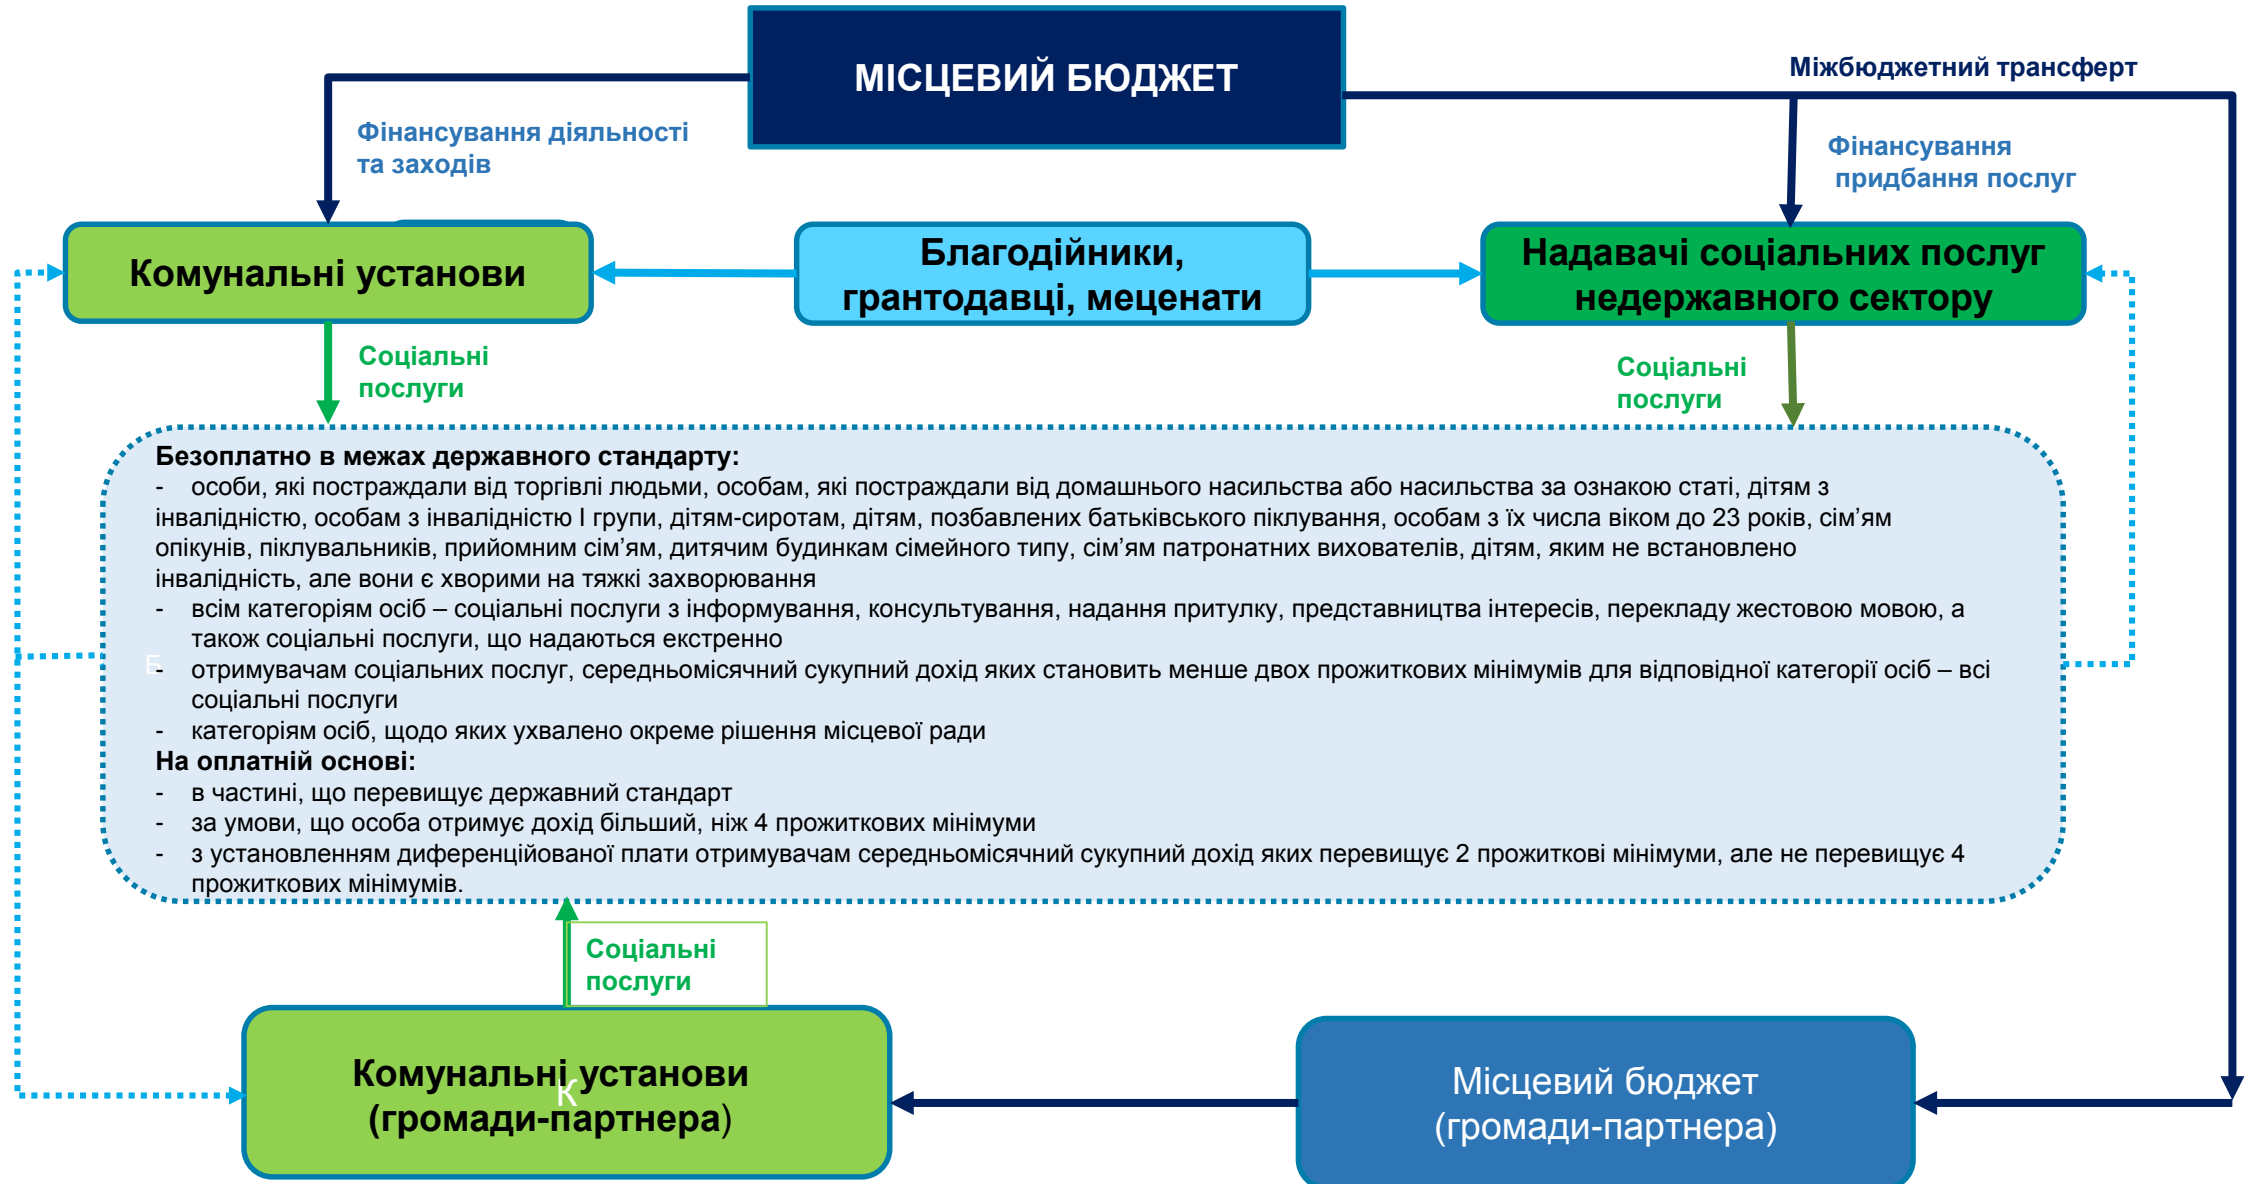 МІСЦЕВИЙ БЮДЖЕТ
Міжбюджетний трансферт
Фінансування діяльності
та заходів
Фінансування
придбання послуг
Комунальні установи
Благодійники,
грантодавці, меценати
Надавачі соціальних послуг
недержавного сектору
Соціальні
послуги
Соціальні
послуги
Безоплатно в межах державного стандарту:
- особи, які постраждали від торгівлі людьми, особам, які постраждали від домашнього насильства або насильства за ознакою статі, дітям з
інвалідністю, особам з інвалідністю I групи, дітям-сиротам, дітям, позбавлених батьківського піклування, особам з їх числа віком до 23 років, сім’ям
опікунів, піклувальників, прийомним сім’ям, дитячим будинкам сімейного типу, сім’ям патронатних вихователів, дітям, яким не встановлено
інвалідність, але вони є хворими на тяжкі захворювання
- всім категоріям осіб – соціальні послуги з інформування, консультування, надання притулку, представництва інтересів, перекладу жестовою мовою, а
також соціальні послуги, що надаються екстренно
Б
- отримувачам соціальних послуг, середньомісячний сукупний дохід яких становить менше двох прожиткових мінімумів для відповідної категорії осіб – всі
соціальні послуги
- категоріям осіб, щодо яких ухвалено окреме рішення місцевої ради
На оплатній основі:
- в частині, що перевищує державний стандарт
- за умови, що особа отримує дохід більший, ніж 4 прожиткових мінімуми
- з установленням диференційованої плати отримувачам середньомісячний сукупний дохід яких перевищує 2 прожиткові мінімуми, але не перевищує 4
прожиткових мінімумів.
Соціальні
послуги
Комунальні установи
К
(громади-партнера)
Місцевий бюджет
(громади-партнера)